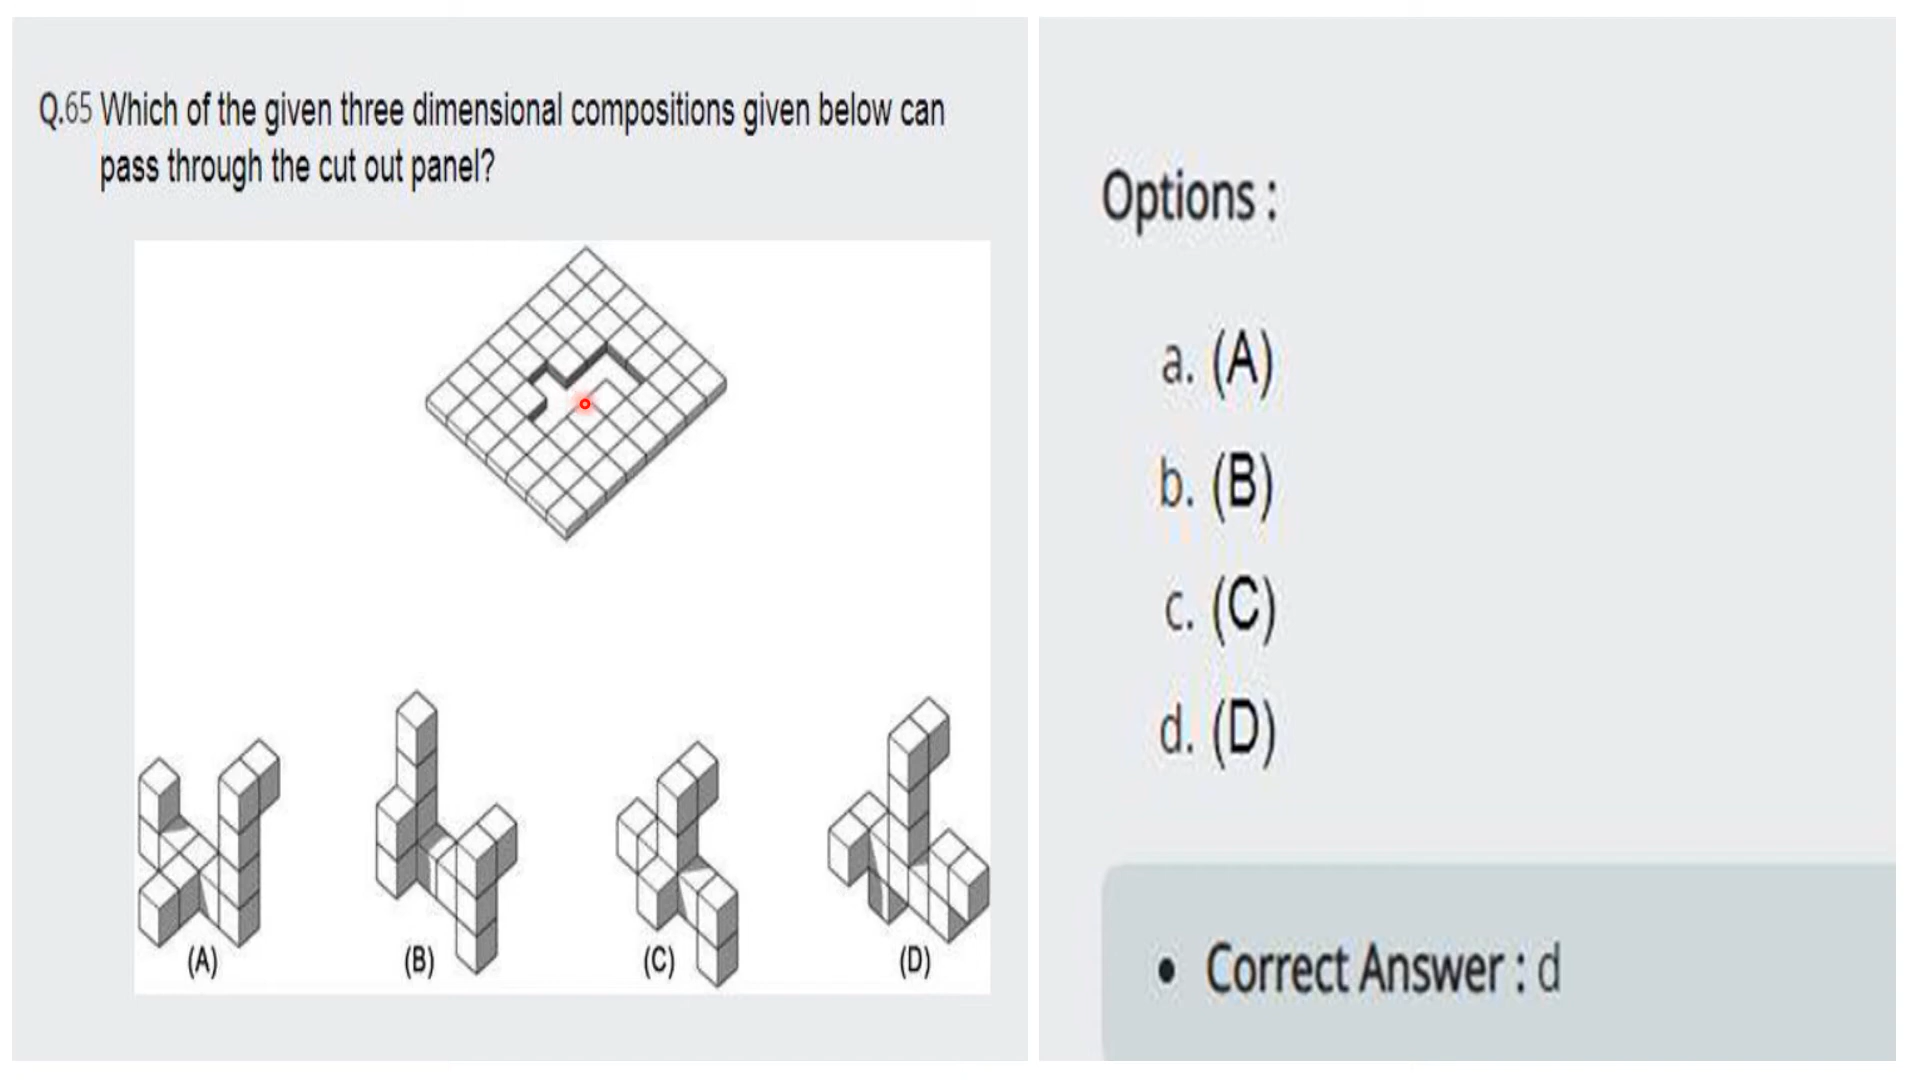 Q.65 Which of the given three dimensional compositions given below can
pass through the cut out panel?
(A)
(B)
(C)
(D)
Options :
a. (A)
b. (B)
c. (C)
d. (D)
• Correct Answer : d